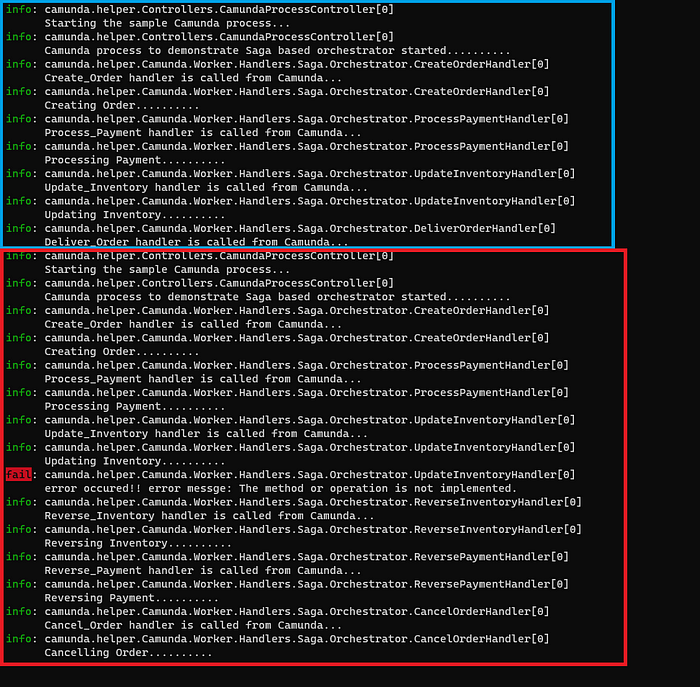 info: camunda.helper.Controllers.CamundaProcessController[0]
Starting the sample Camunda process...
info: camunda.helper.Controllers.CamundaProcessController[0]
Camunda process to demonstrate Saga based orchestrator started..........
info: camunda.helper.Camunda.Worker.Handlers.Saga.Orchestrator.CreateOrderHandler[0]
Create_Order handler is called from Camunda...
info: camunda.helper.Camunda.Worker.Handlers.Saga.Orchestrator.CreateOrderHandler[0]
Creating Order..........
info: camunda.helper.Camunda.Worker.Handlers.Saga.Orchestrator.ProcessPaymentHandler[0]
Process_Payment handler is called from Camunda...
info: camunda.helper.Camunda.Worker.Handlers.Saga.Orchestrator.ProcessPaymentHandler[0]
Processing Payment..........
info: camunda.helper.Camunda.Worker.Handlers.Saga.Orchestrator.UpdateInventoryHandler[0]
Update_Inventory handler is called from Camunda...
info: camunda.helper.Camunda.Worker.Handlers.Saga.Orchestrator.UpdateInventoryHandler[0]
Updating Inventory..........
info: camunda.helper.Camunda.Worker.Handlers.Saga.Orchestrator.DeliverOrderHandler[0]
Deliver_Order handler is called from Camunda...
info: camunda.helper.Controllers.CamundaProcessController[0]
Starting the sample Camunda process...
info: camunda.helper.Controllers.CamundaProcessController[0]
Camunda process to demonstrate Saga based orchestrator started..........
info: camunda.helper.Camunda.Worker.Handlers.Saga.Orchestrator.CreateOrderHandler[0]
Create_Order handler is called from Camunda...
info: camunda.helper.Camunda.Worker.Handlers.Saga.Orchestrator.CreateOrderHandler[0]
Creating Order..........
info: camunda.helper.Camunda.Worker.Handlers.Saga.Orchestrator.ProcessPaymentHandler[0]
Process_Payment handler is called from Camunda...
info: camunda.helper.Camunda.Worker.Handlers.Saga.Orchestrator.ProcessPaymentHandler[0]
Processing Payment..........
info: camunda.helper.Camunda.Worker.Handlers.Saga.Orchestrator.UpdateInventoryHandler[0]
Update_Inventory handler is called from Camunda...
info: camunda.helper.Camunda.Worker.Handlers.Saga.Orchestrator.UpdateInventoryHandler[0]
Updating Inventory..........
fail: camunda.helper.Camunda.Worker.Handlers.Saga.Orchestrator.UpdateInventoryHandler[0]
error occured!! error messge: The method or operation is not implemented.
info: camunda.helper.Camunda.Worker.Handlers.Saga.Orchestrator.ReverseInventoryHandler[0]
Reverse_Inventory handler is called from Camunda...
info: camunda.helper.Camunda.Worker.Handlers.Saga.Orchestrator.ReverseInventoryHandler[0]
Reversing Inventory..........
info: camunda.helper.Camunda.Worker.Handlers.Saga.Orchestrator.ReversePaymentHandler[0]
Reverse_Payment handler is called from Camunda...
info: camunda.helper.Camunda.Worker.Handlers.Saga.Orchestrator.ReversePaymentHandler[0]
Reversing Payment..........
info: camunda.helper.Camunda.Worker.Handlers.Saga.Orchestrator.CancelOrderHandler[0]
Cancel_Order handler is called from Camunda...
info: camunda.helper.Camunda.Worker.Handlers.Saga.Orchestrator.CancelOrderHandler[0]
Cancelling Order..........